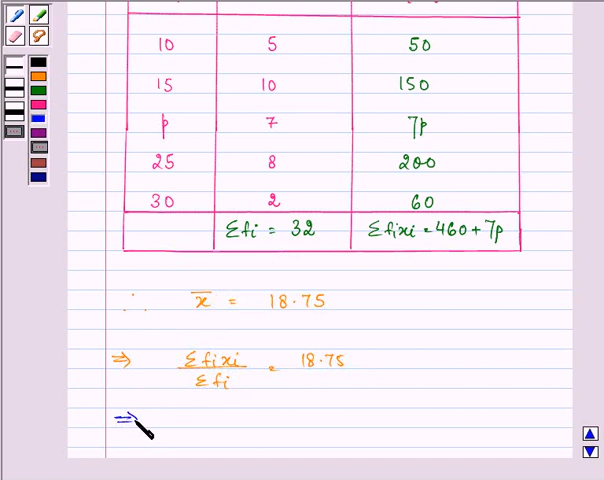 10 5 50
15 10 150
p 7 7p
25 8 200
30 2 60
Σfi = 32 Σfixi = 460 + 7p
∴ x̅ = 18.75
⇒ Σfixi / Σfi = 18.75
⇒